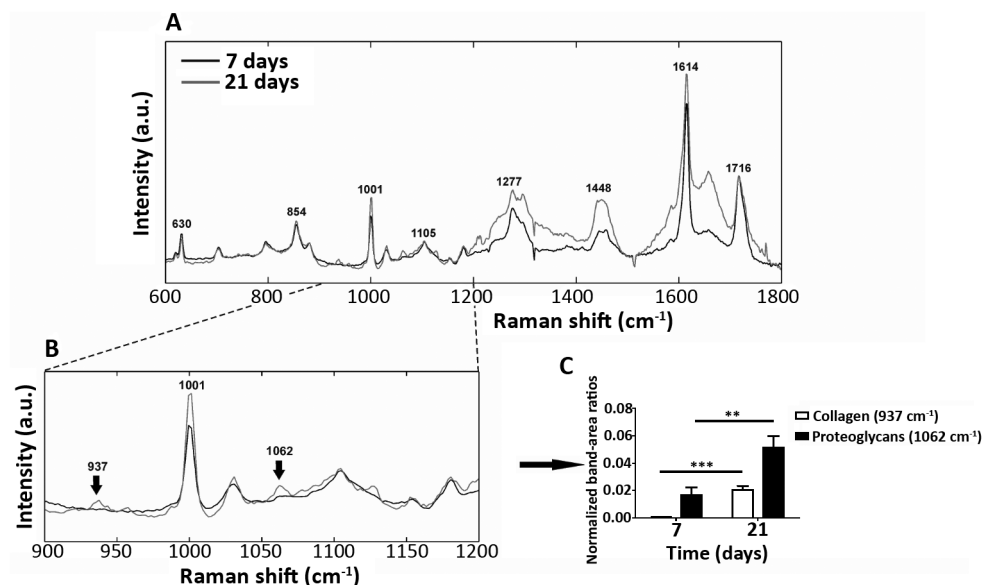 A
7 days
21 days
Intensity (a.u.)
630
854
1001
1105
1277
1448
1614
1716
600 800 1000 1200 1400 1600 1800
Raman shift (cm⁻¹)
B
Intensity (a.u.)
937
1001
1062
900 950 1000 1050 1100 1150 1200
Raman shift (cm⁻¹)
C
Normalized band-area ratios
0.08
0.06
0.04
0.02
0.00
**
***
7 21
Time (days)
Collagen (937 cm⁻¹)
Proteoglycans (1062 cm⁻¹)